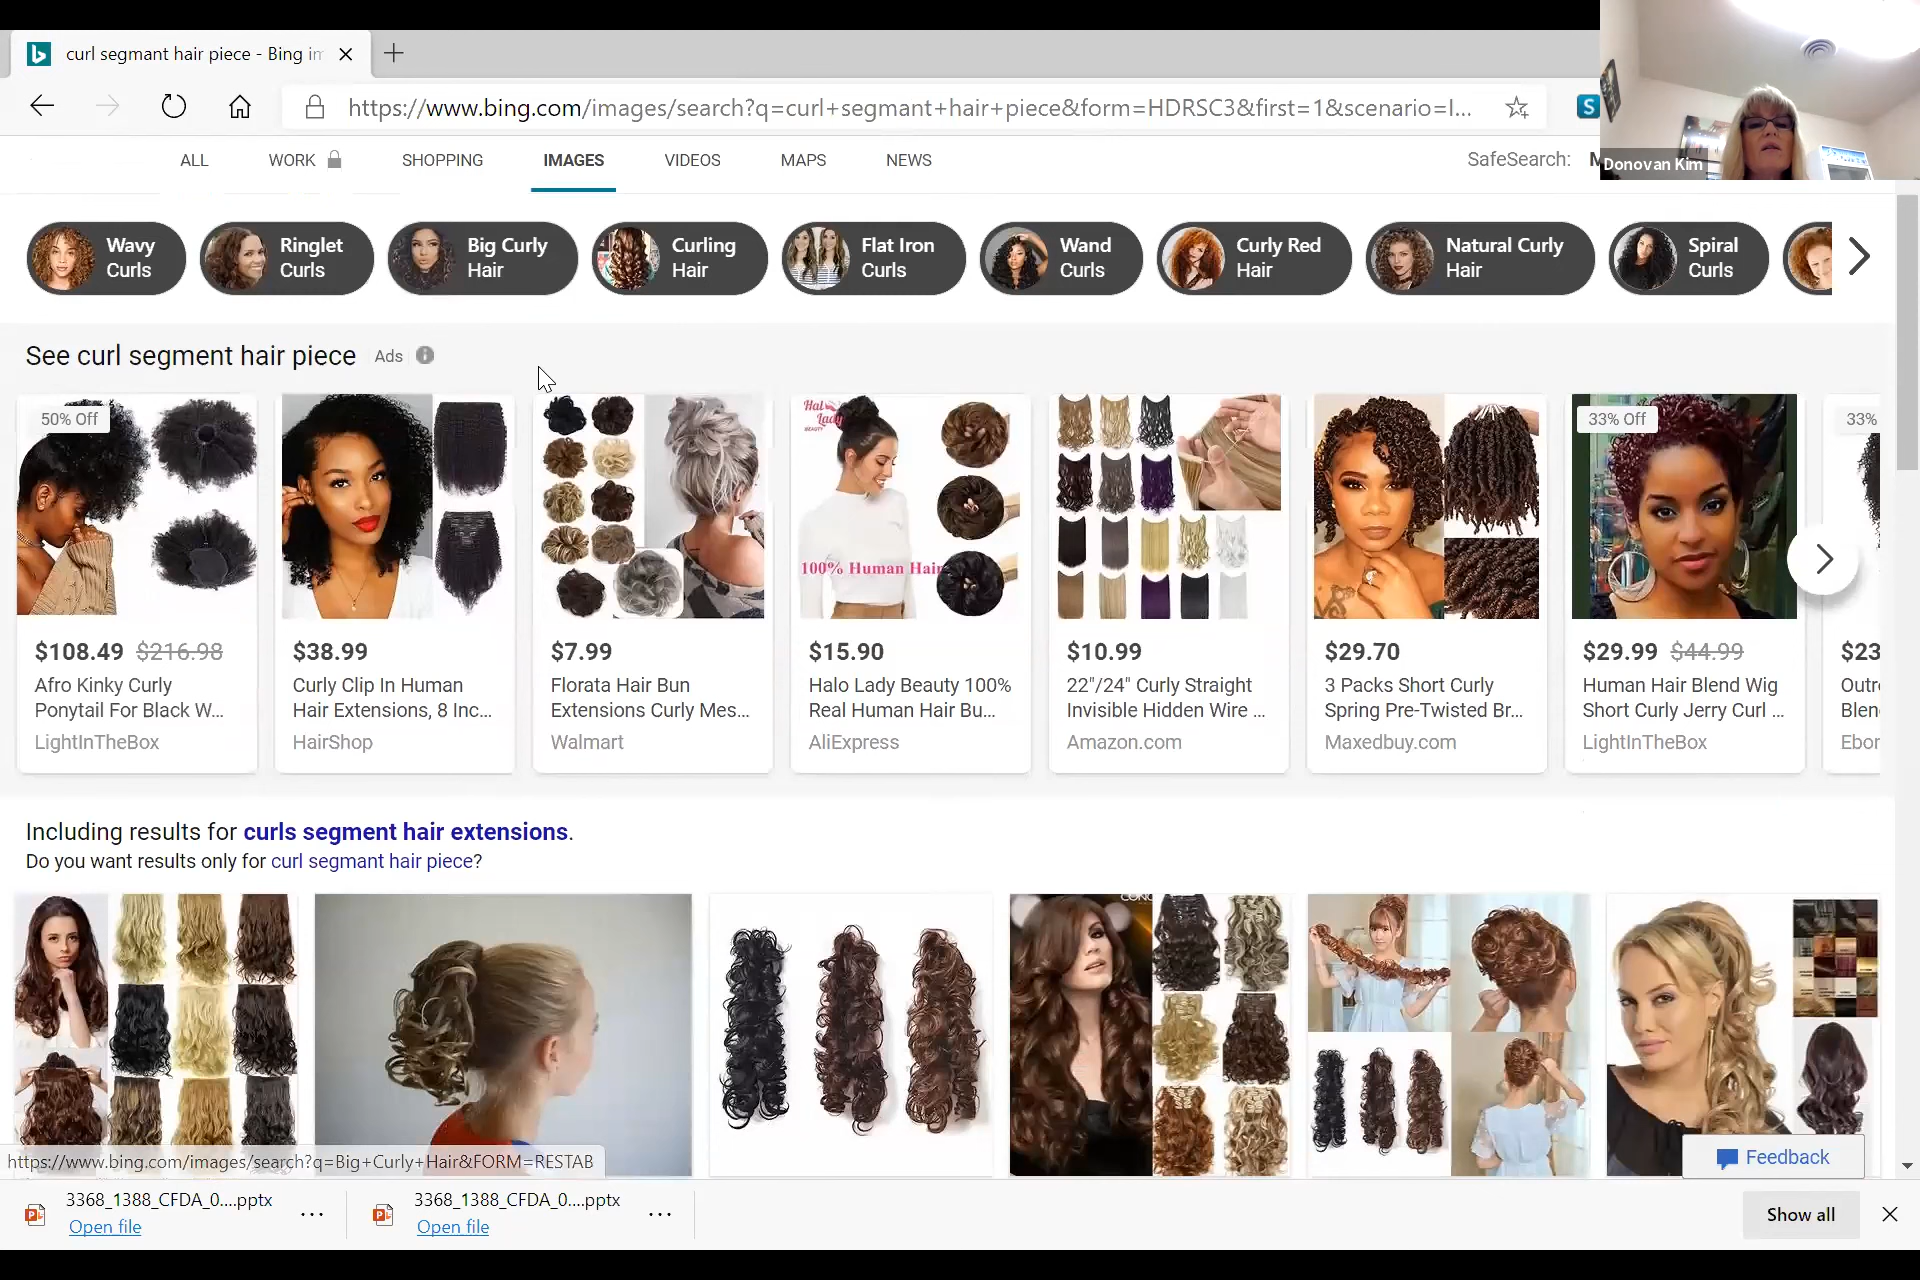 curl segmant hair piece - Bing im
https://www.bing.com/images/search?q=curl+segmant+hair+piece&form=HDRSC3&first=1&scenario=I...
S
Donovan Kim
ALL
WORK
SHOPPING
IMAGES
VIDEOS
MAPS
NEWS
SafeSearch: M
Wavy
Curls
Ringlet
Curls
Big Curly
Hair
Curling
Hair
Flat Iron
Curls
Wand
Curls
Curly Red
Hair
Natural Curly
Hair
Spiral
Curls
See curl segment hair piece Ads
50% Off
$108.49 $216.98
Afro Kinky Curly
Ponytail For Black W...
LightInTheBox
$38.99
Curly Clip In Human
Hair Extensions, 8 Inc...
HairShop
$7.99
Florata Hair Bun
Extensions Curly Mes...
Walmart
Hal
Lady
BEAUTY
100% Human Hair
$15.90
Halo Lady Beauty 100%
Real Human Hair Bu...
AliExpress
$10.99
22"/24" Curly Straight
Invisible Hidden Wire ...
Amazon.com
$29.70
3 Packs Short Curly
Spring Pre-Twisted Br...
Maxedbuy.com
33% Off
$29.99 $44.99
Human Hair Blend Wig
Short Curly Jerry Curl ...
LightInTheBox
33%
$23
Outr
Blen
Ebor
Including results for curls segment hair extensions.
Do you want results only for curl segmant hair piece?
Feedback
https://www.bing.com/images/search?q=Big+Curly+Hair&FORM=RESTAB
3368_1388_CFDA_0....pptx
Open file
3368_1388_CFDA_0....pptx
Open file
Show all